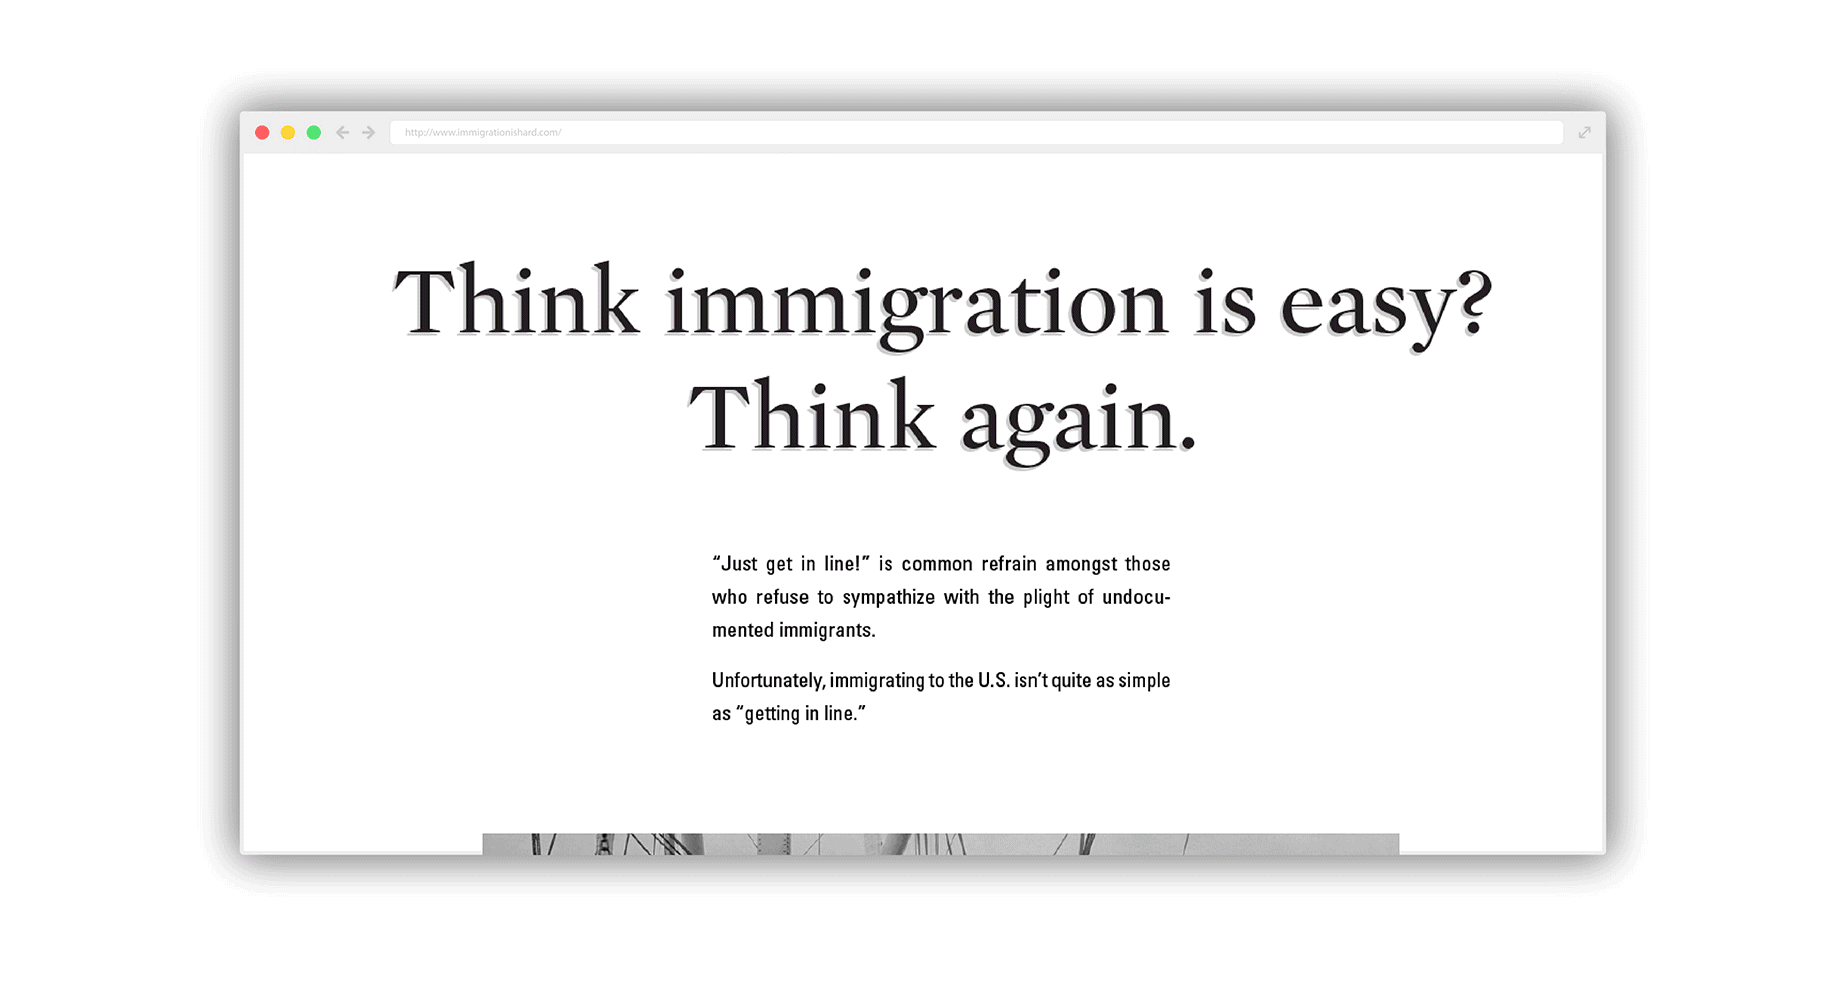 http://www.immigrationishard.com/
Think immigration is easy?
Think again.
“Just get in line!” is common refrain amongst those
who refuse to sympathize with the plight of undocu-
mented immigrants.
Unfortunately, immigrating to the U.S. isn’t quite as simple
as “getting in line.”